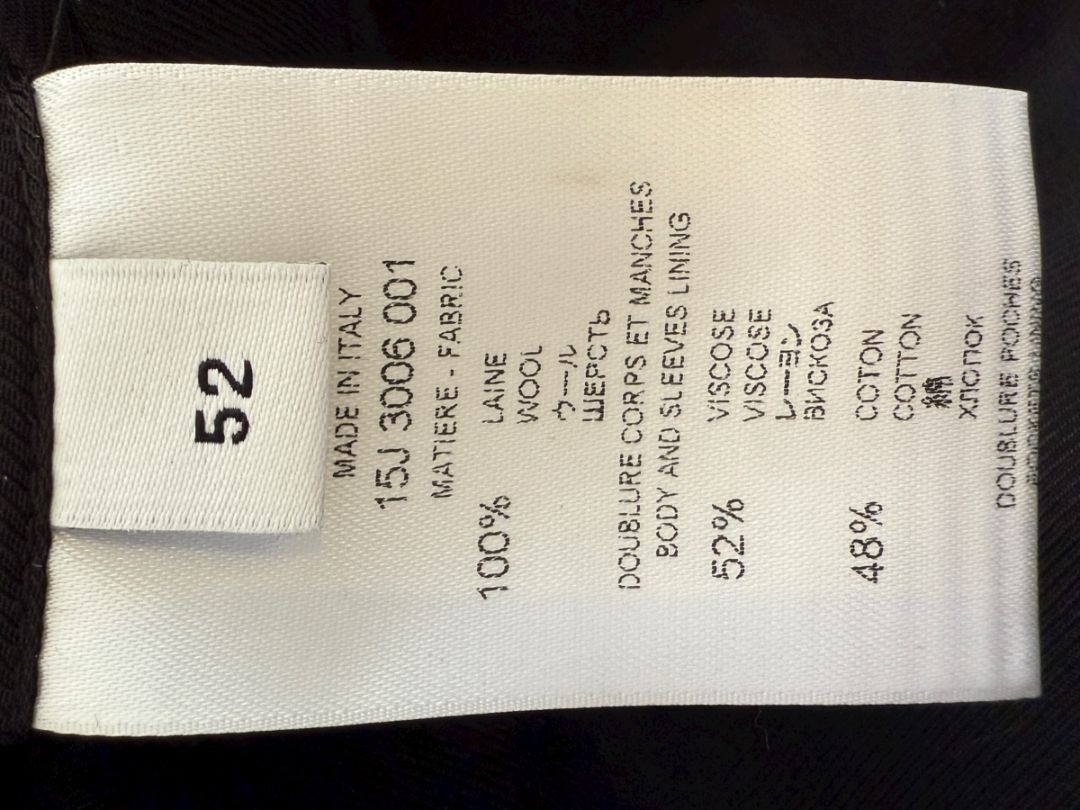 52
MADE IN ITALY
15J 3006 001
MATIERE - FABRIC
100% LAINE
WOOL
ウール
ШЕРСТЬ
DOUBLURE CORPS ET MANCHES
BODY AND SLEEVES LINING
52% VISCOSE
VISCOSE
レーヨン
ВИСКОЗА
48% COTON
COTTON
綿
ХЛОПОК
DOUBLURE POCHES